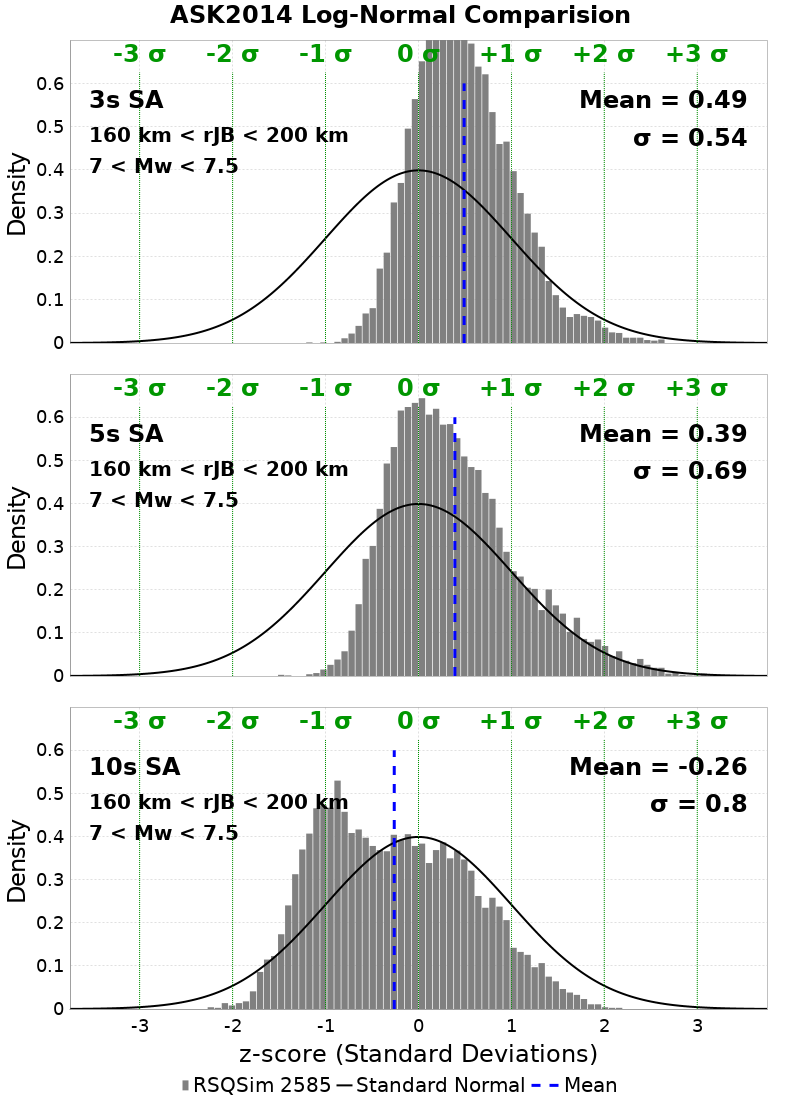 ASK2014 Log-Normal Comparision
-3 σ -2 σ -1 σ 0 σ +1 σ +2 σ +3 σ
3s SA
Mean = 0.49
160 km < rJB < 200 km
σ = 0.54
7 < Mw < 7.5
Density
0.6
0.5
0.4
0.3
0.2
0.1
0
-3 σ -2 σ -1 σ 0 σ +1 σ +2 σ +3 σ
5s SA
Mean = 0.39
160 km < rJB < 200 km
σ = 0.69
7 < Mw < 7.5
Density
0.6
0.5
0.4
0.3
0.2
0.1
0
-3 σ -2 σ -1 σ 0 σ +1 σ +2 σ +3 σ
10s SA
Mean = -0.26
160 km < rJB < 200 km
σ = 0.8
7 < Mw < 7.5
Density
0.6
0.5
0.4
0.3
0.2
0.1
0
-3 -2 -1 0 1 2 3
z-score (Standard Deviations)
RSQSim 2585 Standard Normal Mean